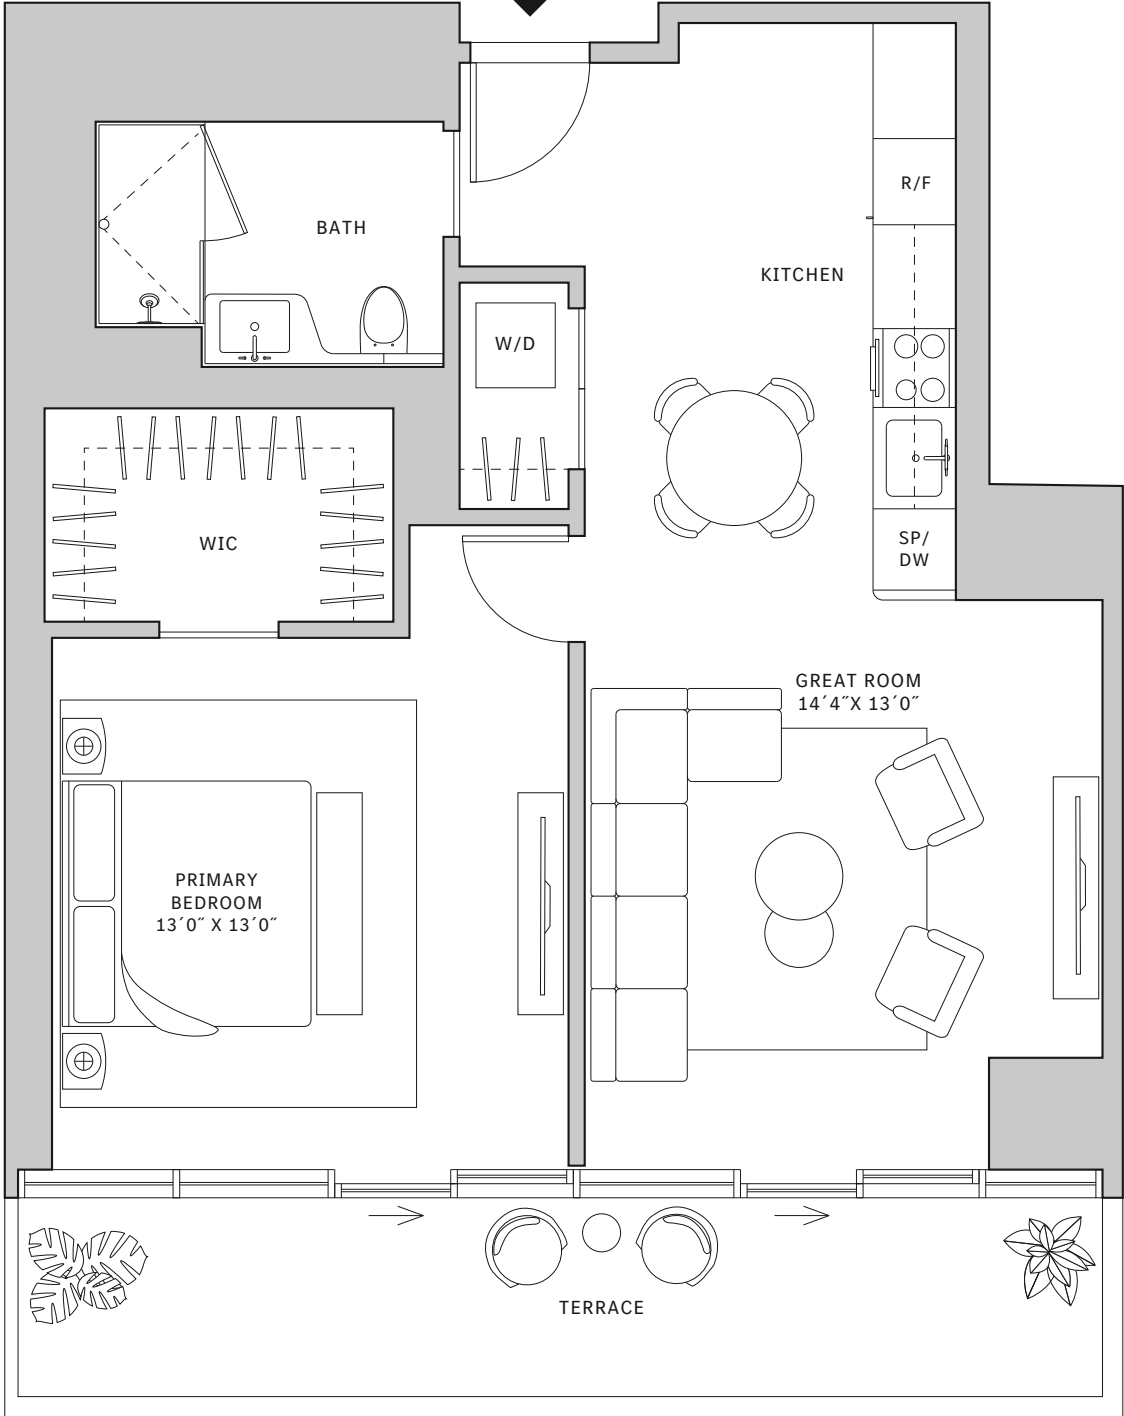 R/F
BATH
KITCHEN
W/D
SP/
DW
WIC
GREAT ROOM
14´4˝X 13´0˝
PRIMARY
BEDROOM
13´0˝ X 13´0˝
TERRACE